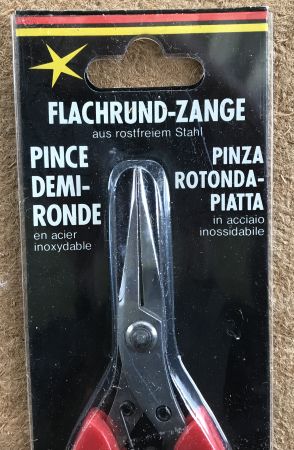 FLACHRUND-ZANGE
aus rostfreiem Stahl
PINCE
DEMI-
RONDE
en acier
inoxydable
PINZA
ROTONDA-
PIATTA
in acciaio
inossidabile